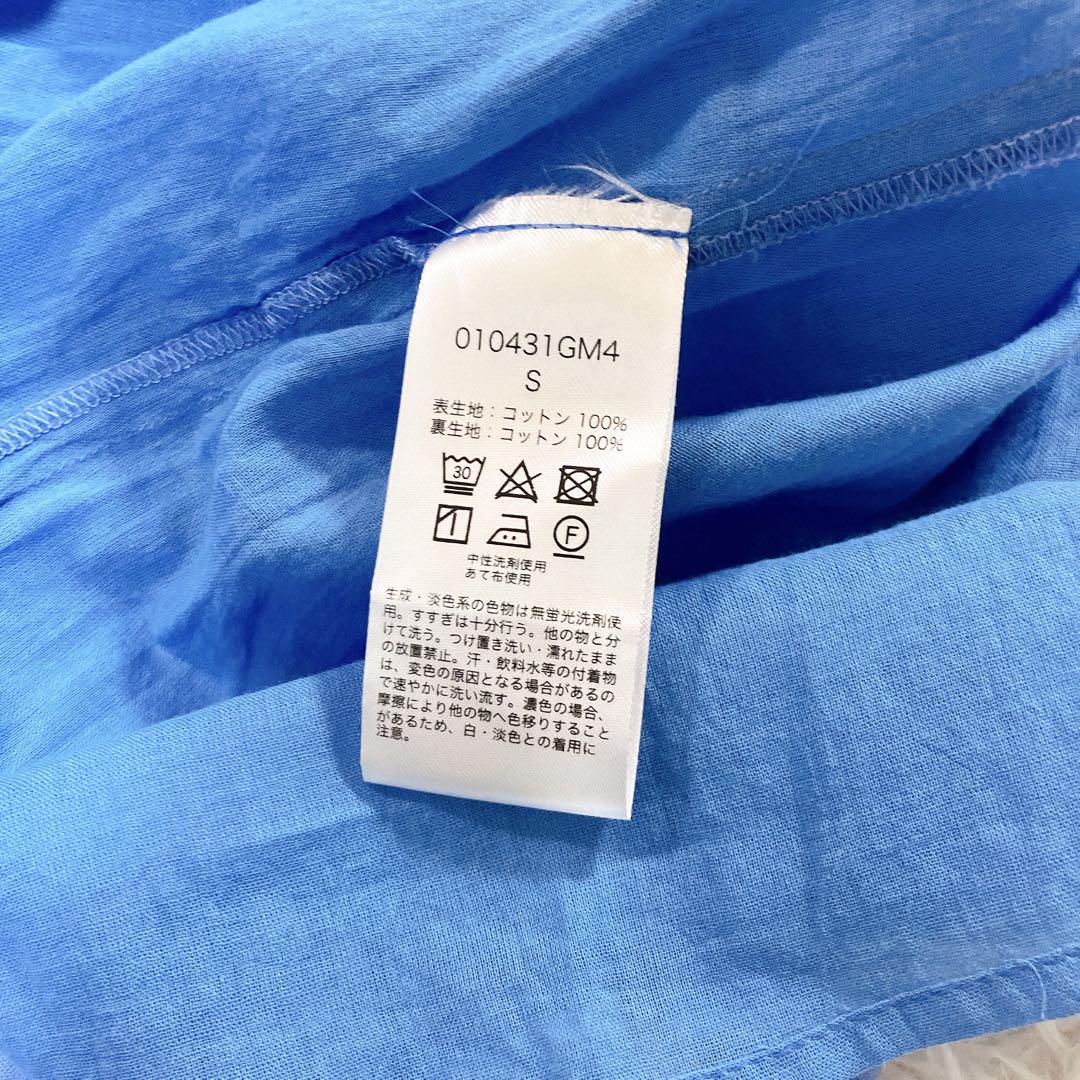 010431GM4
S
表生地：コットン 100%
裏生地：コットン 100%
30
F
中性洗剤使用
あて布使用
生成・淡色系の色物は無蛍光洗剤使
用。すすぎは十分行う。他の物と分
けて洗う。つけ置き洗い・濡れたまま
の放置禁止。汗・飲料水等の付着物
は、変色の原因となる場合があるの
で速やかに洗い流す。濃色の場合、
摩擦により他の物へ色移りすること
があるため、白・淡色との着用に
注意。